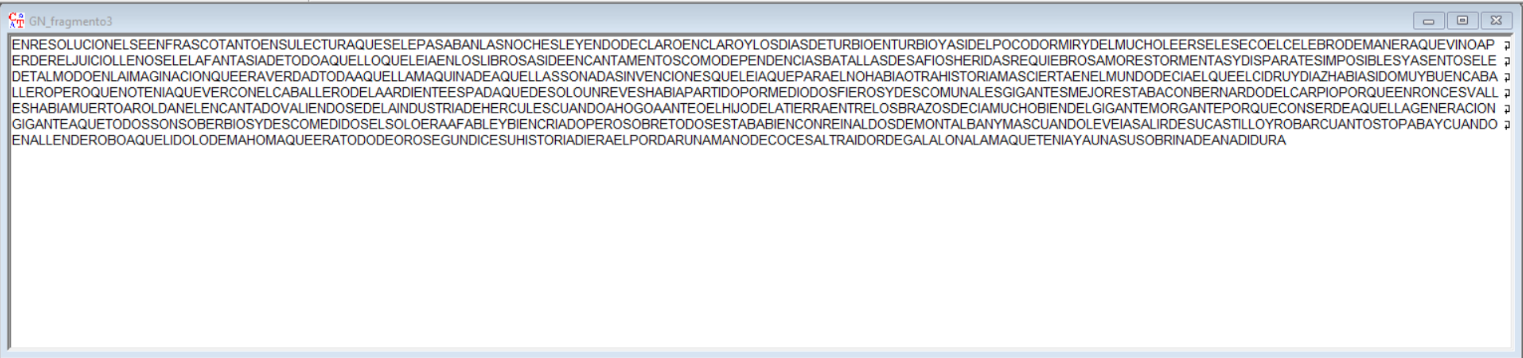 GN_fragmento3
ENRESOLUCIONELSEENFRASCOTANTOENSULECTURAQUESELEPASABANLASNOCHESLEYENDODECLAROENCLAROYLOSDIASDETURBIOENTURBIOYASIDELPOCODORMIRYDELMUCHOLEERSELESECOELCELEBRODEMANERAQUEVINOAP
ERDERELJUICIOLLENOSELELAFANTASIADETODOAQUELLOQUELEIAENLOSLIBROSASIDEENCANTAMENTOSCOMODEPENDENCIASBATALLASDESAFIOSHERIDASREQUIEBROSAMORESTORMENTASYDISPARATESIMPOSIBLESYASENTOSELE
DETALMODOENLAIMAGINACIONQUEERAVERDADTODAAQUELLAMAQUINADEAQUELLASSONADASINVENCIONESQUELEIAQUEPARAELNOHABIAOTRAHISTORIAMASCIERTAENELMUNDODECIAELQUEELCIDRUYDIAZHABIASIDOMUYBUENCABA
LLEROPEROQUENOTENIAQUEVERCONELCABALLERODELAARDIENTEESPADAQUEDESOLOUNREVESHABIAPARTIDOPORMEDIODOSFIEROSYDESCOMUNALESGIGANTESMEJORESTABACONBERNARDODELCARPIOPORQUEENRONCESVALL
ESHABIAMUERTOAROLDANELENCANTADOVALIENDOSEDELAINDUSTRIADEHERCULESCUANDOAHOGOAANTEOELHIJODELATIERRAENTRELOSBRAZOSDECIAMUCHOBIENDELGIGANTEMORGANTEPORQUECONSERDEAQUELLAGENERACION
GIGANTEAQUETODOSSONSOBERBIOSYDESCOMEDIDOSELSOLOERAAFABLEYBIENCRIADOPEROSOBRETODOSESTABABIENCONREINALDOSDEMONTALBANYMASCUANDOLEVEIASALIRDESUCASTILLOYROBARCUANTOSTOPABAYCUANDO
ENALLENDEROBOAQUELIDOLODEMAHOMAQUEERATODODEOROSEGUNDICESUHISTORIADIERAELPORDARUNAMANODECOCESALTRAIDORDEGALALONALAMAQUETENIAYAUNASUSOBRINADEANADIDURA